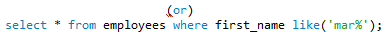 (or)
select * from employees where first_name like('mar%');